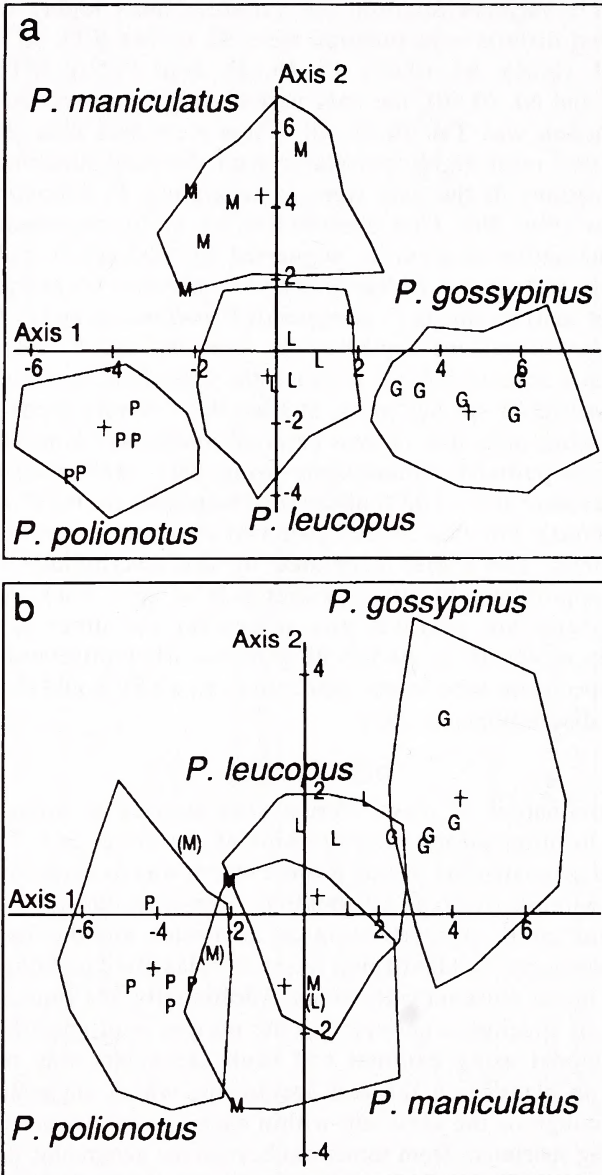 a
Axis 2
P. maniculatus
6
M
M
M
4
M
2
M
P. gossypinus
L
Axis 1
L
-6 -4 -2 2 4 6
L
L L
G G G G G
P
-2
P P
P P
-4
P. polionotus
P. leucopus
b
P. gossypinus
Axis 2
4
G
P. leucopus
2
L
L L
G G G G
(M)
M
P
Axis 1
-6 -4 -2 2 4 6
(M)
P P P P P
M
(L)
-2
P. polionotus
M
P. maniculatus
-4